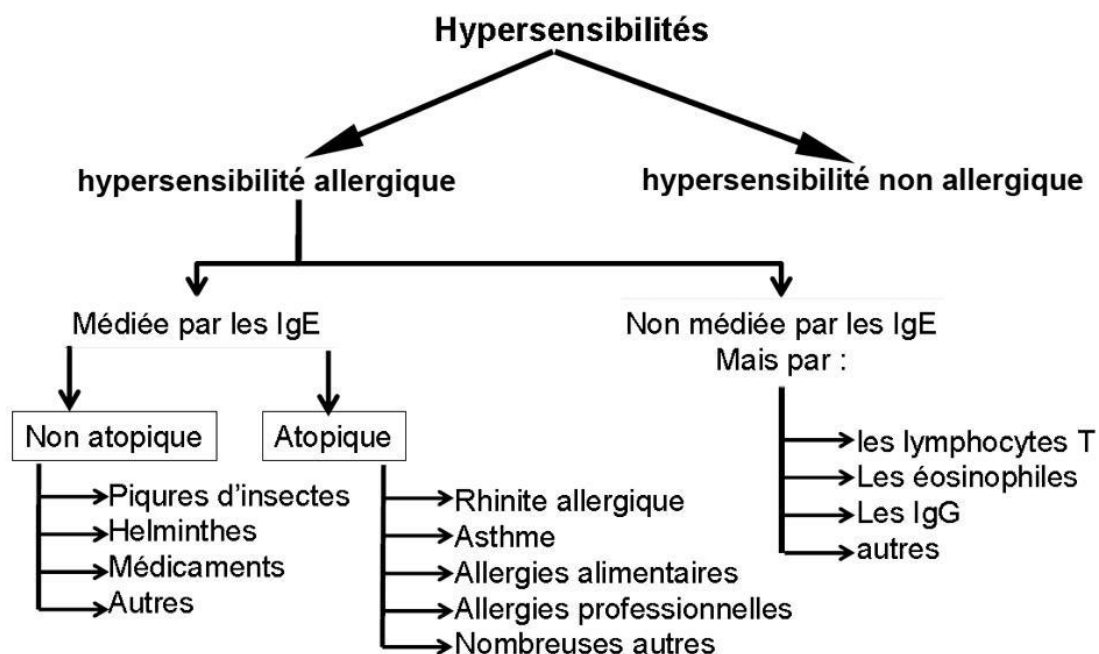 Hypersensibilités
hypersensibilité allergique
hypersensibilité non allergique
Médiée par les IgE
Non médiée par les IgE
Mais par :
Non atopique
Atopique
Piqures d’insectes
Helminthes
Médicaments
Autres
Rhinite allergique
Asthme
Allergies alimentaires
Allergies professionnelles
Nombreuses autres
les lymphocytes T
Les éosinophiles
Les IgG
autres